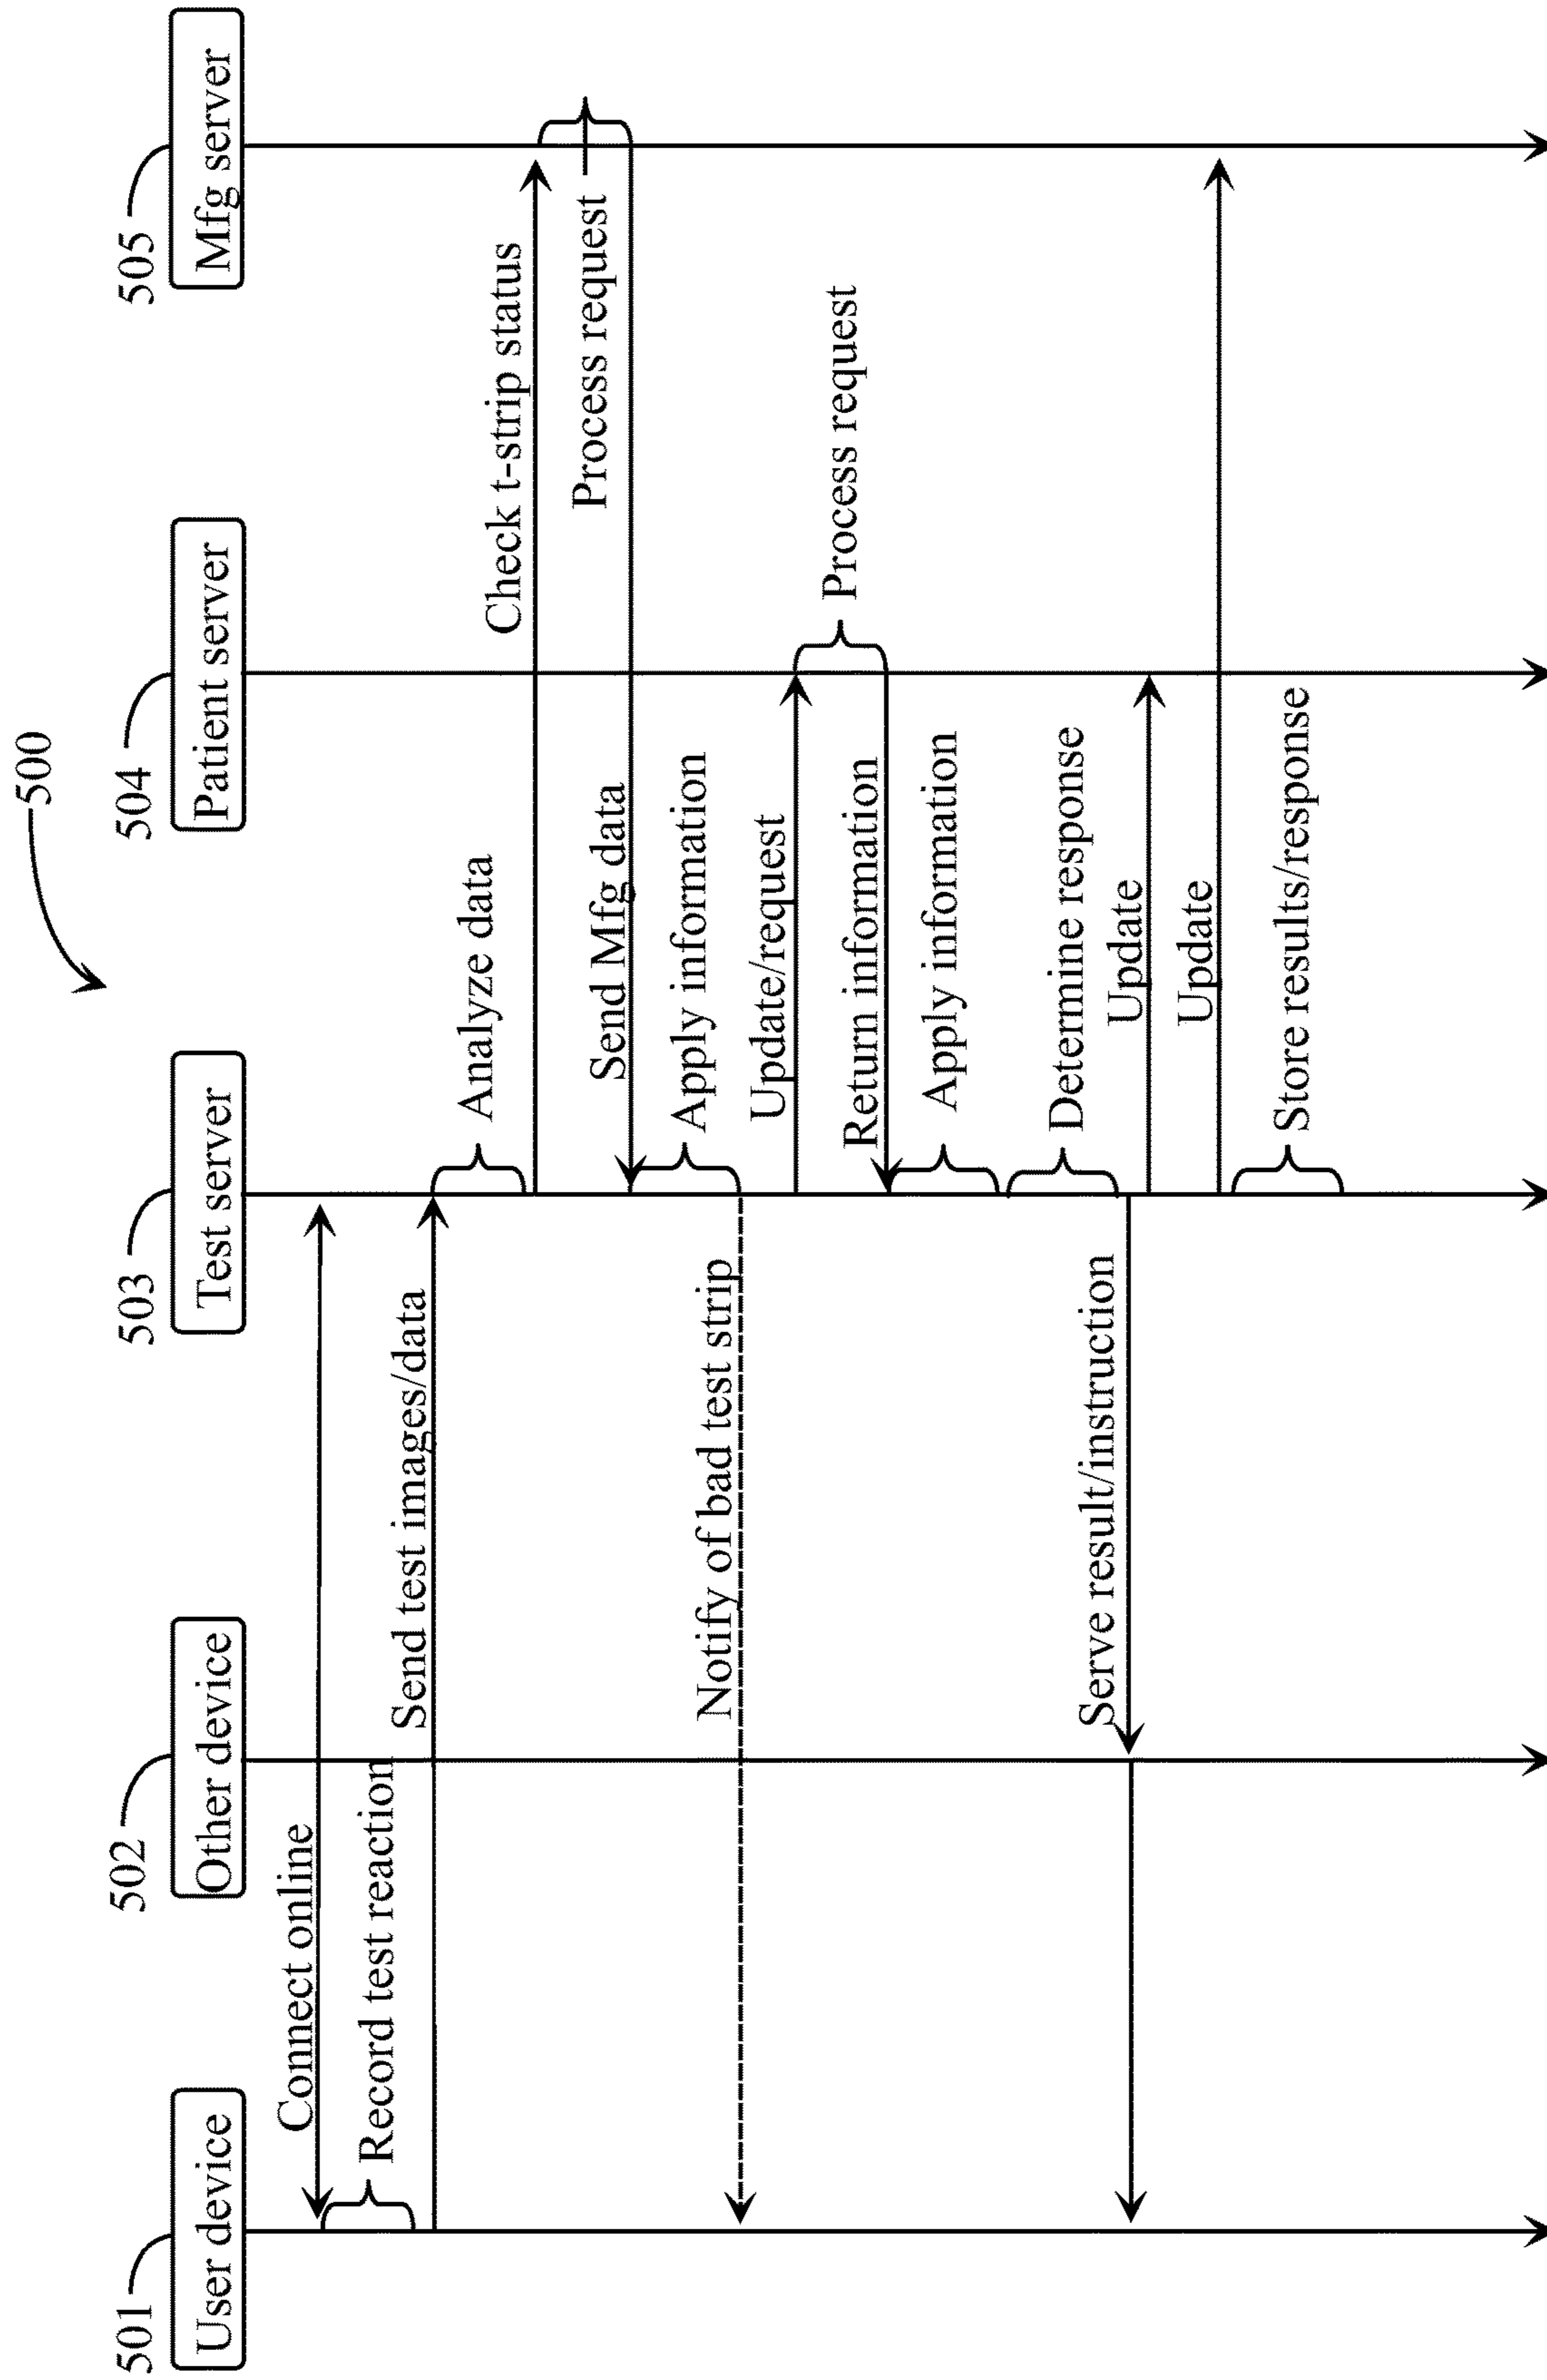 500
501
502
503
504
505
User device
Other device
Test server
Patient server
Mfg server
Connect online
Record test reaction
Send test images/data
Analyze data
Check t-strip status
Process request
Send Mfg data
Apply information
Notify of bad test strip
Update/request
Process request
Return information
Apply information
Determine response
Serve result/instruction
Update
Update
Store results/response